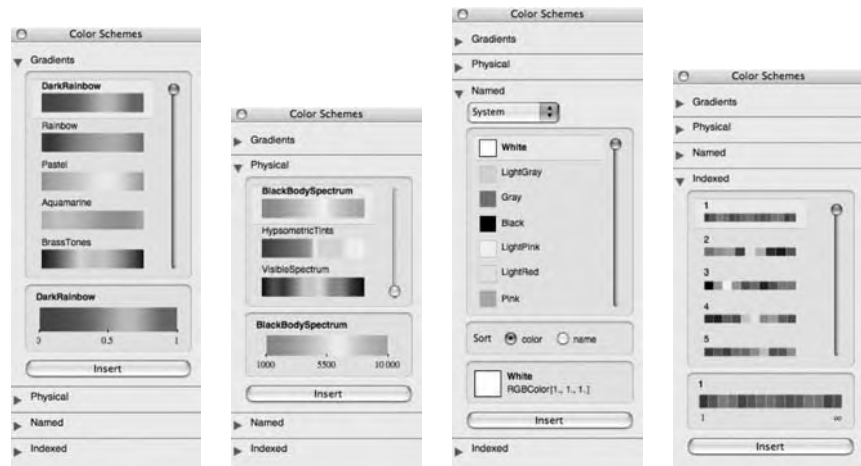 Color Schemes
Gradients
DarkRainbow
Rainbow
Pastel
Aquamarine
BrassTones
DarkRainbow
0 0.5 1
Insert
Physical
Named
Indexed
Color Schemes
Gradients
Physical
BlackBodySpectrum
HypsometricTints
VisibleSpectrum
BlackBodySpectrum
1000 5500 10 000
Insert
Named
Indexed
Color Schemes
Gradients
Physical
Named
System
White
LightGray
Gray
Black
LightPink
LightRed
Pink
Sort color name
White
RGBColor[1., 1., 1.]
Insert
Indexed
Color Schemes
Gradients
Physical
Named
Indexed
1
2
3
4
5
1
1 ∞
Insert